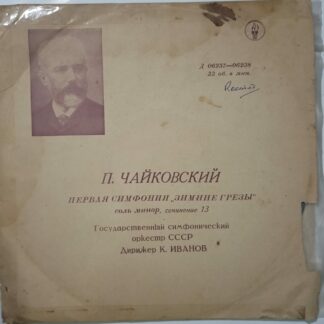 Д 06237—06238
33 об. в мин.
П. ЧАЙКОВСКИЙ
ПЕРВАЯ СИМФОНИЯ „ЗИМНИЕ ГРЕЗЫ"
соль минор, сочинение 13
Государственный симфонический
оркестр СССР
Дирижер К. ИВАНОВ